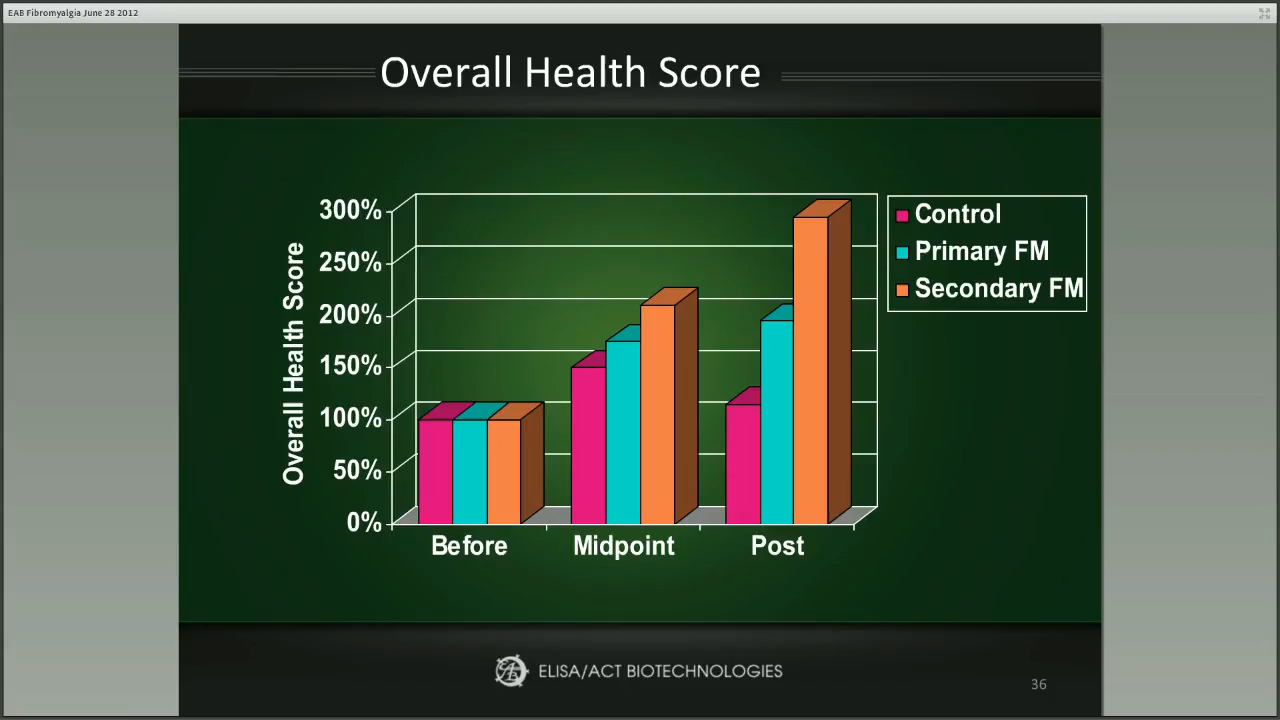 EAB Fibromyalgia June 28 2012
Overall Health Score
Overall Health Score
300%
250%
200%
150%
100%
50%
0%
Before Midpoint Post
Control
Primary FM
Secondary FM
EAB
ELISA/ACT BIOTECHNOLOGIES
36